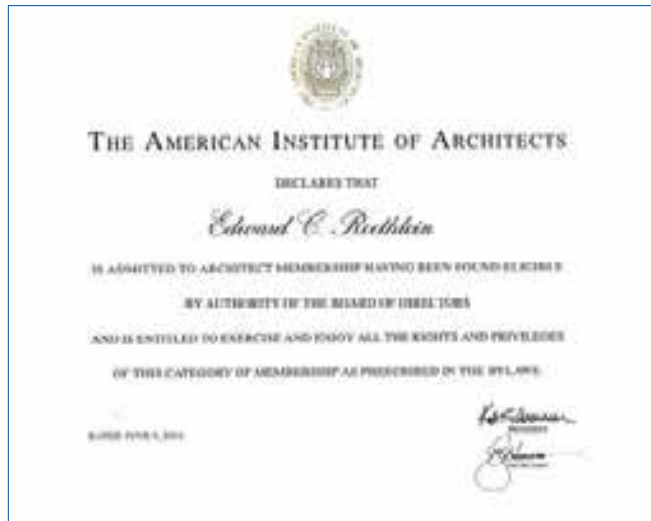 THE AMERICAN INSTITUTE OF ARCHITECTS
DECLARES THAT
Edward C.
IS ADMITTED TO ARCHITECT MEMBERSHIP HAVING BEEN FOUND ELIGIBLE
BY AUTHORITY OF THE BOARD OF DIRECTORS
AND IS ENTITLED TO EXERCISE AND ENJOY ALL THE RIGHTS AND PRIVILEGES
OF THIS CATEGORY OF MEMBERSHIP AS PRESCRIBED IN THE BYLAWS
PRESIDENT